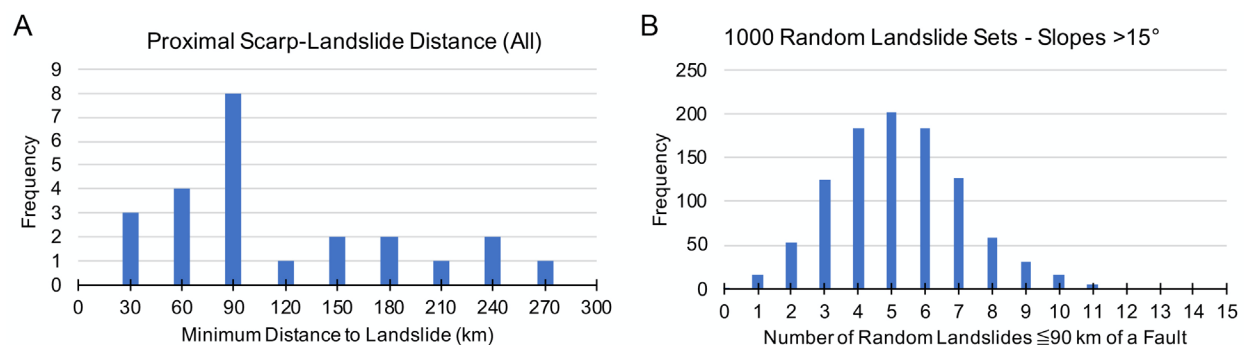 A
Proximal Scarp-Landslide Distance (All)
9
8
7
6
5
4
3
2
1
0
Frequency
30 60 90 120 150 180 210 240 270 300
Minimum Distance to Landslide (km)
B
1000 Random Landslide Sets - Slopes >15°
250
200
150
100
50
0
Frequency
0 1 2 3 4 5 6 7 8 9 10 11 12 13 14 15
Number of Random Landslides ≦90 km of a Fault